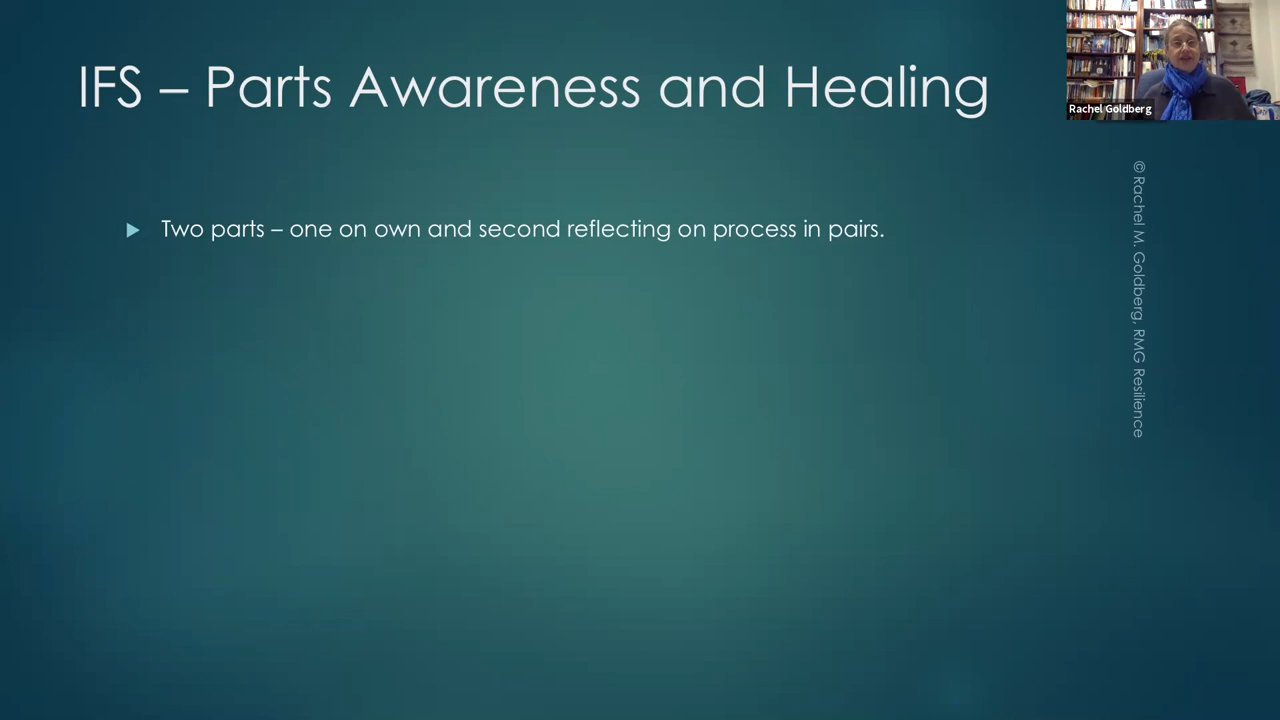 IFS – Parts Awareness and Healing
Rachel Goldberg
Two parts – one on own and second reflecting on process in pairs.
© Rachel M. Goldberg, RMG Resilience